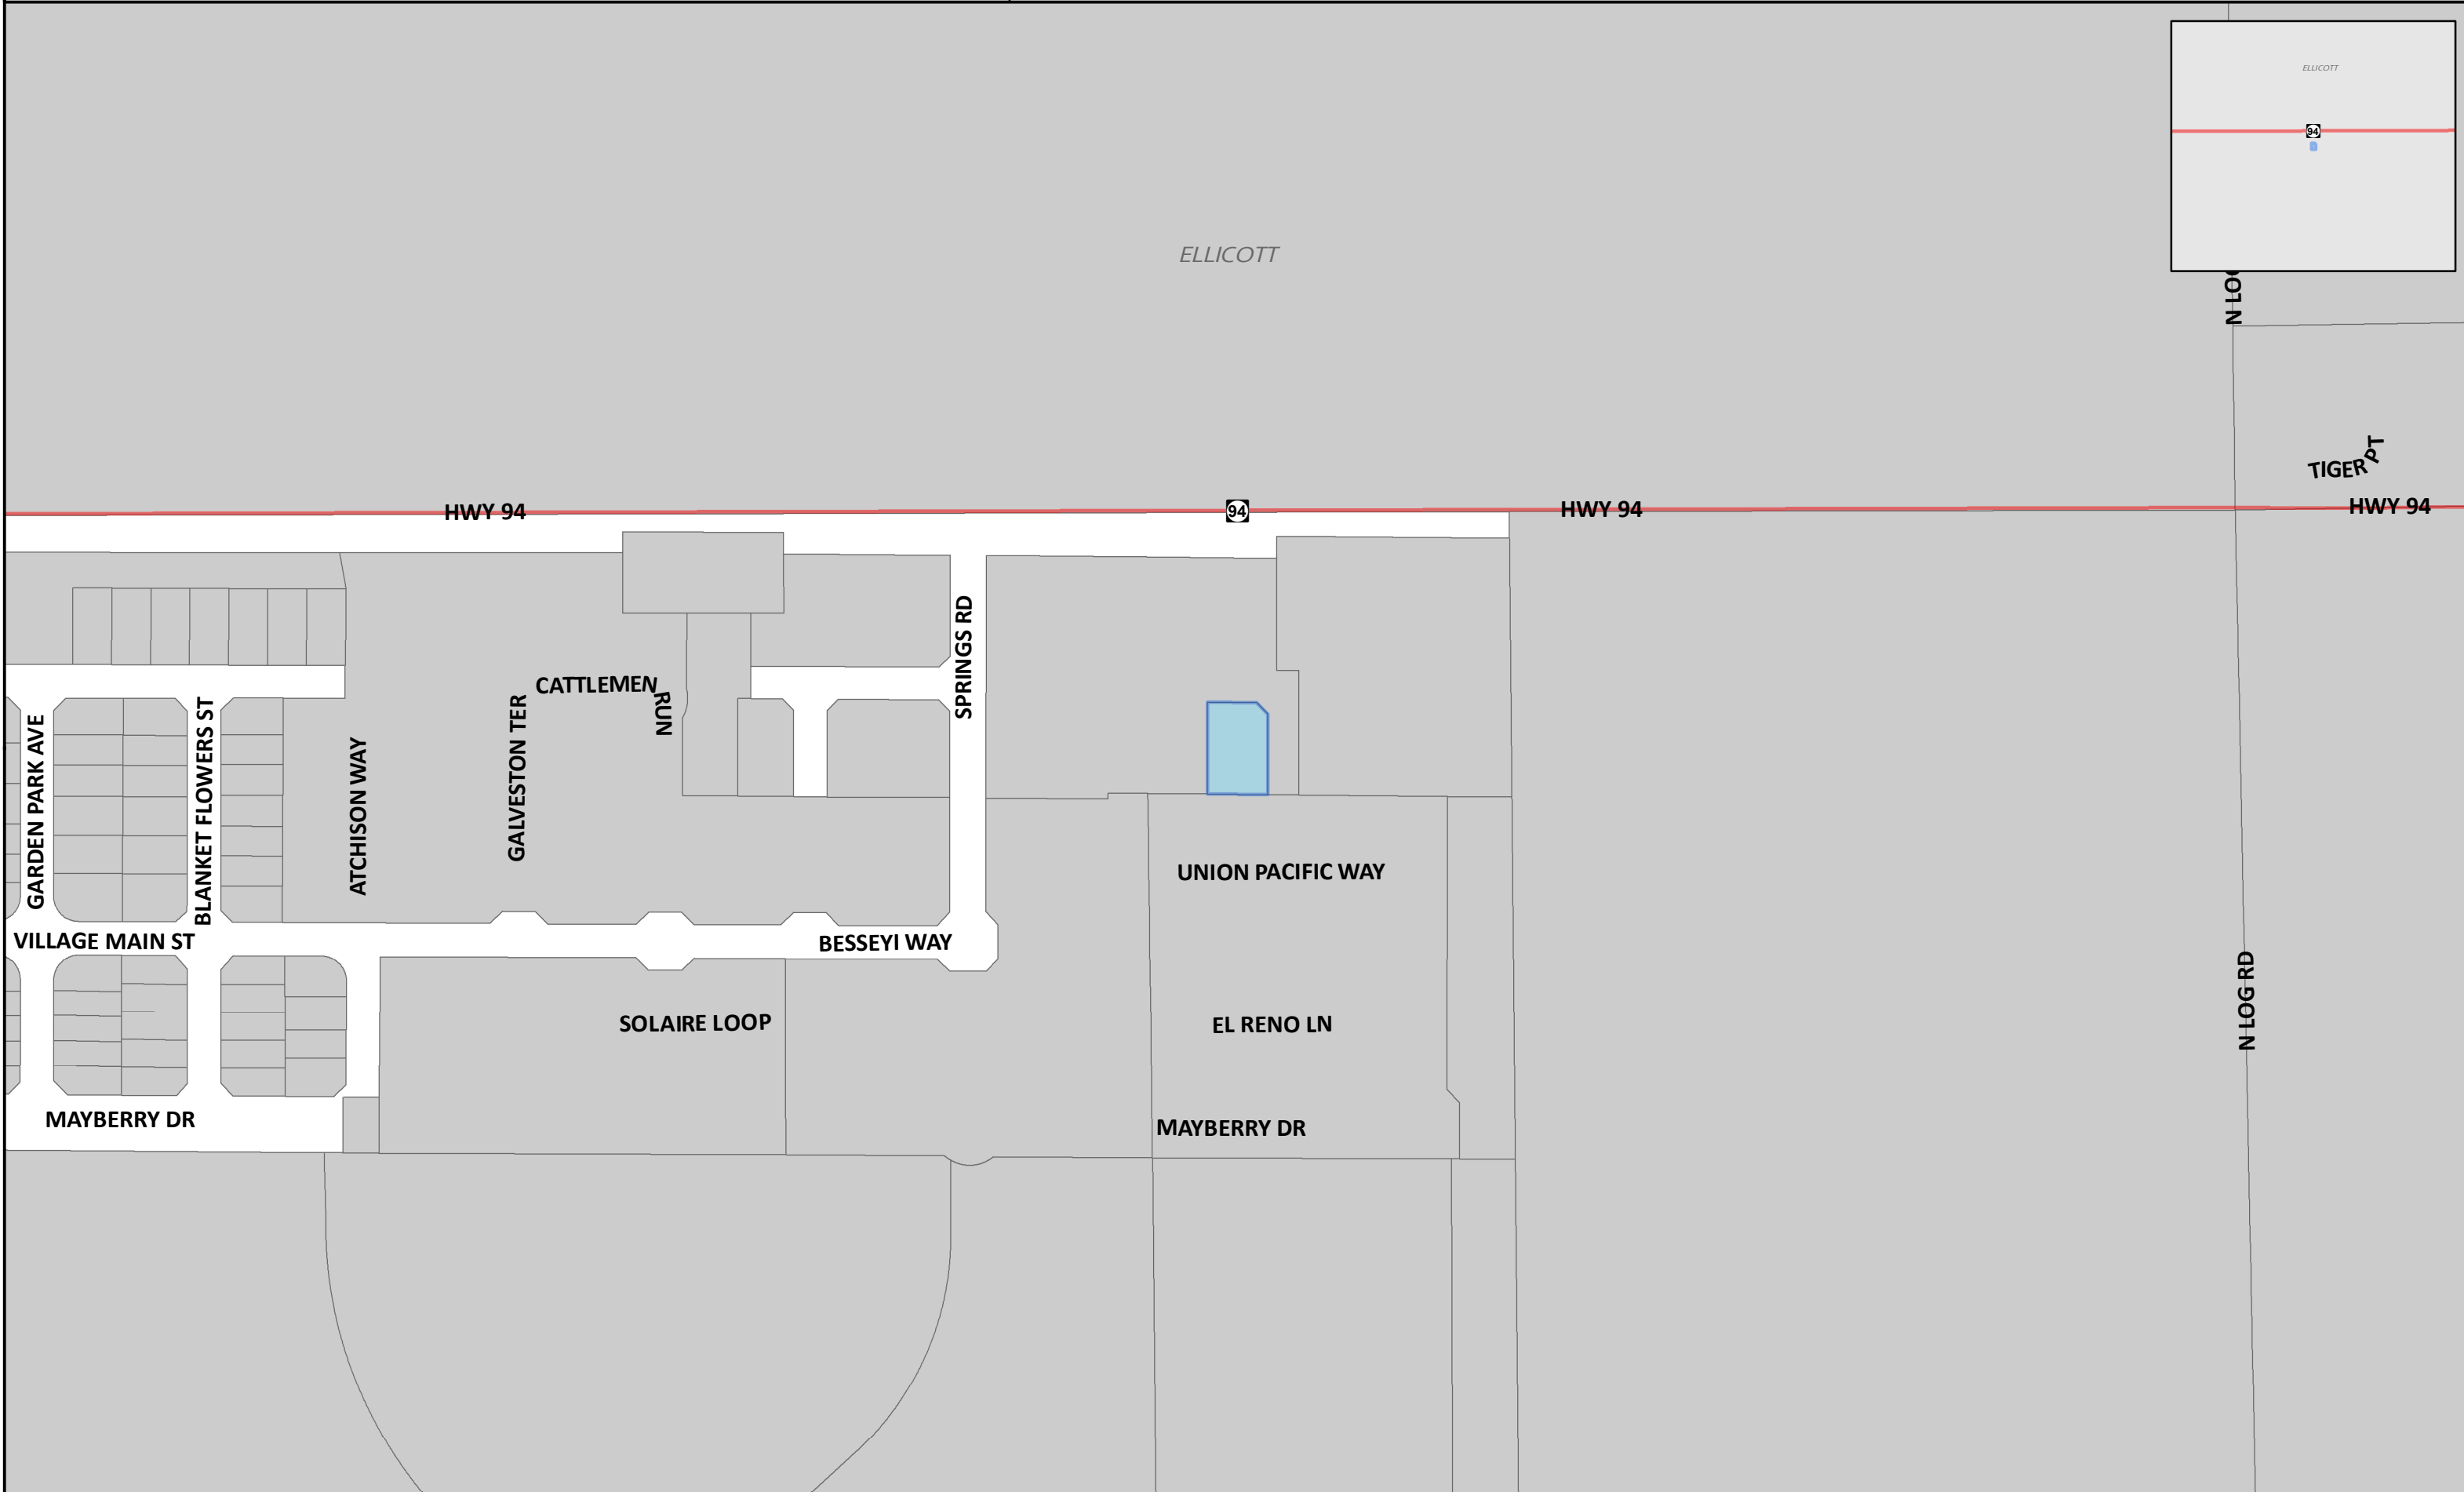 ELLICOTT
94
N LO
ELLICOTT
TIGER PT
HWY 94
94
HWY 94
HWY 94
SPRINGS RD
CATTLEMEN RUN
GALVESTON TER
ATCHISON WAY
BLANKET FLOWERS ST
GARDEN PARK AVE
UNION PACIFIC WAY
VILLAGE MAIN ST
BESSEYI WAY
N LOG RD
SOLAIRE LOOP
EL RENO LN
MAYBERRY DR
MAYBERRY DR